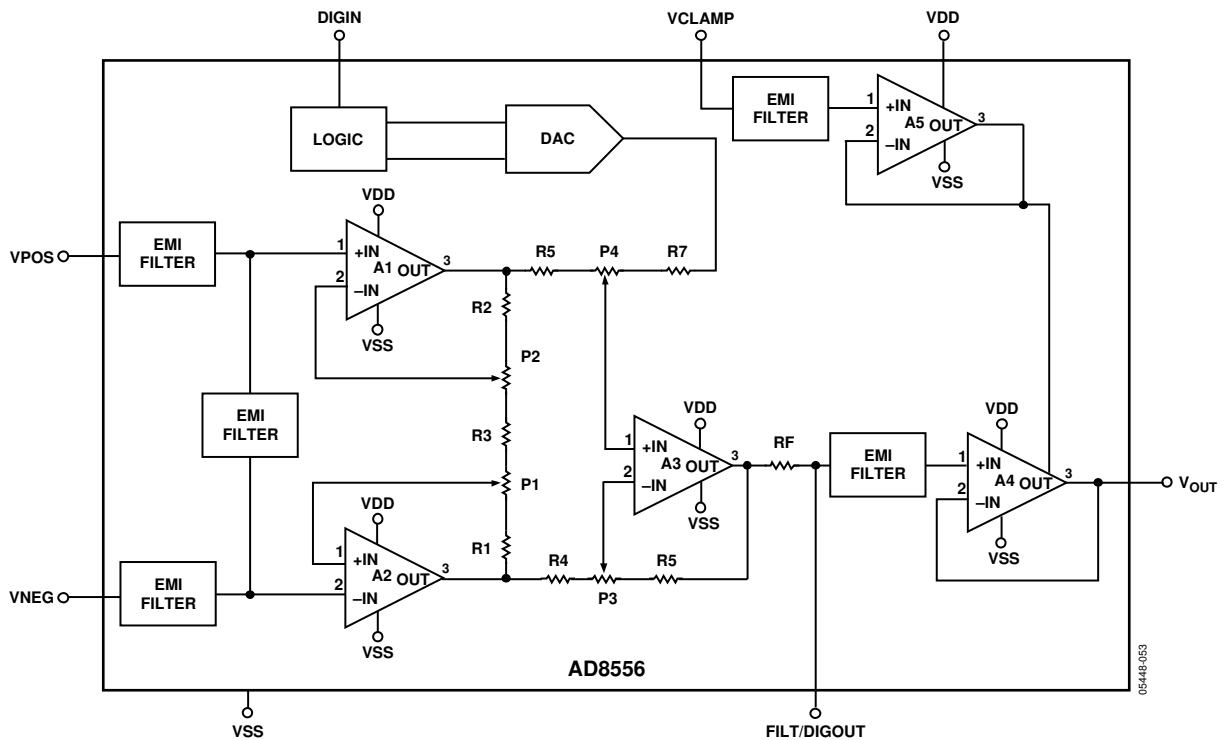 DIGIN
VCLAMP
VDD
LOGIC
DAC
EMI
FILTER
1
+IN
2
–IN
A5
OUT
3
VSS
VDD
VPOS
EMI
FILTER
1
+IN
2
–IN
A1
OUT
3
VSS
R5
P4
R7
R2
P2
EMI
FILTER
R3
P1
R1
VDD
1
+IN
2
–IN
A3
OUT
3
VSS
RF
EMI
FILTER
VDD
1
+IN
2
–IN
A4
OUT
3
VSS
VOUT
VNEG
EMI
FILTER
VDD
1
+IN
2
–IN
A2
OUT
3
VSS
R4
P3
R5
AD8556
VSS
FILT/DIGOUT
05448-053